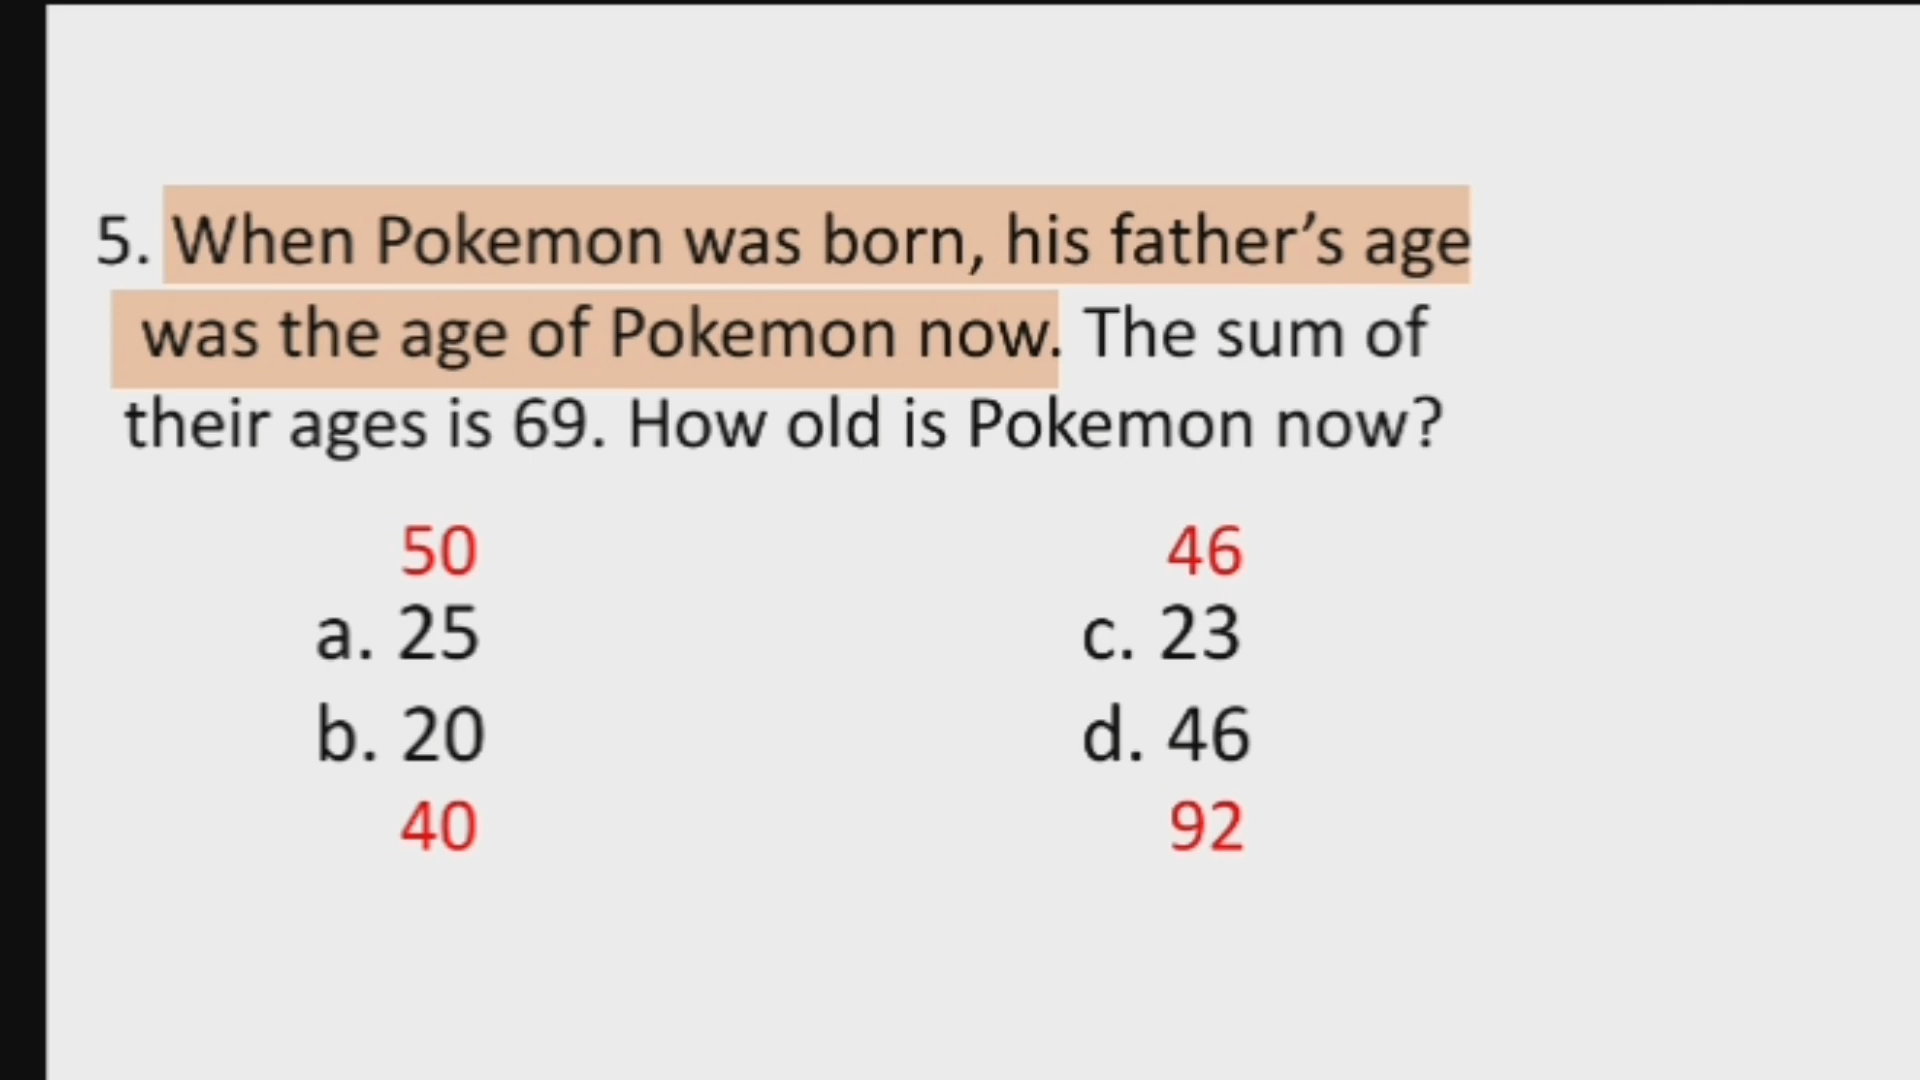 5. When Pokemon was born, his father’s age
was the age of Pokemon now. The sum of
their ages is 69. How old is Pokemon now?
50 46
a. 25 c. 23
b. 20 d. 46
40 92